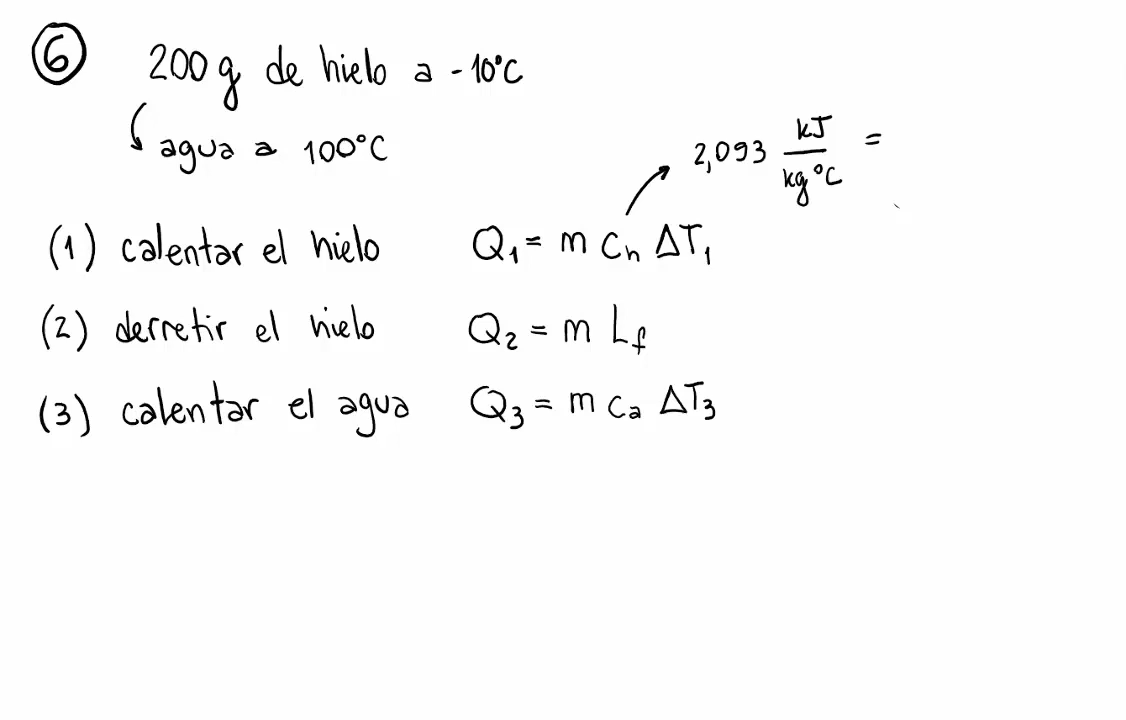 ⑥ 200 g de hielo a -10°C
agua a 100°C
2,093 kJ/kg°C =
(1) calentar el hielo Q₁ = m cₕ ΔT₁
(2) derretir el hielo Q₂ = m L_f
(3) calentar el agua Q₃ = m cₐ ΔT₃